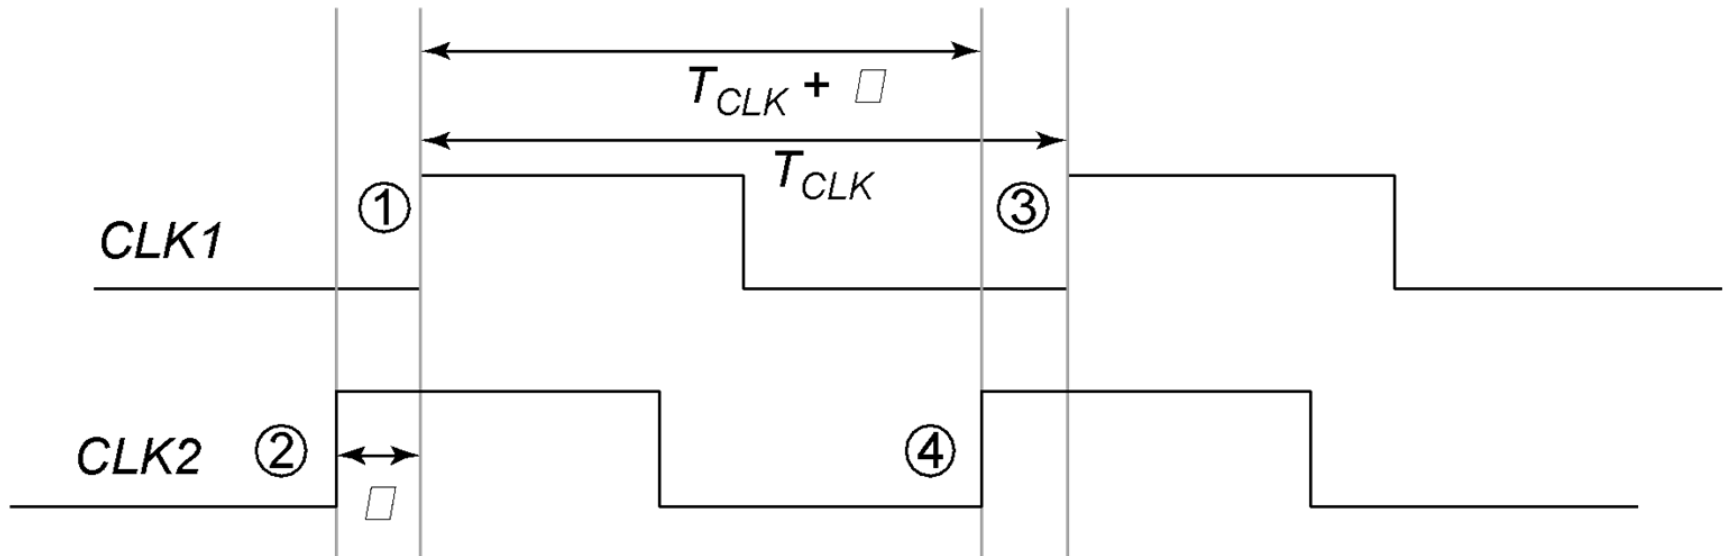 T_CLK + □
T_CLK
① ③
CLK1
CLK2 ② ④
□